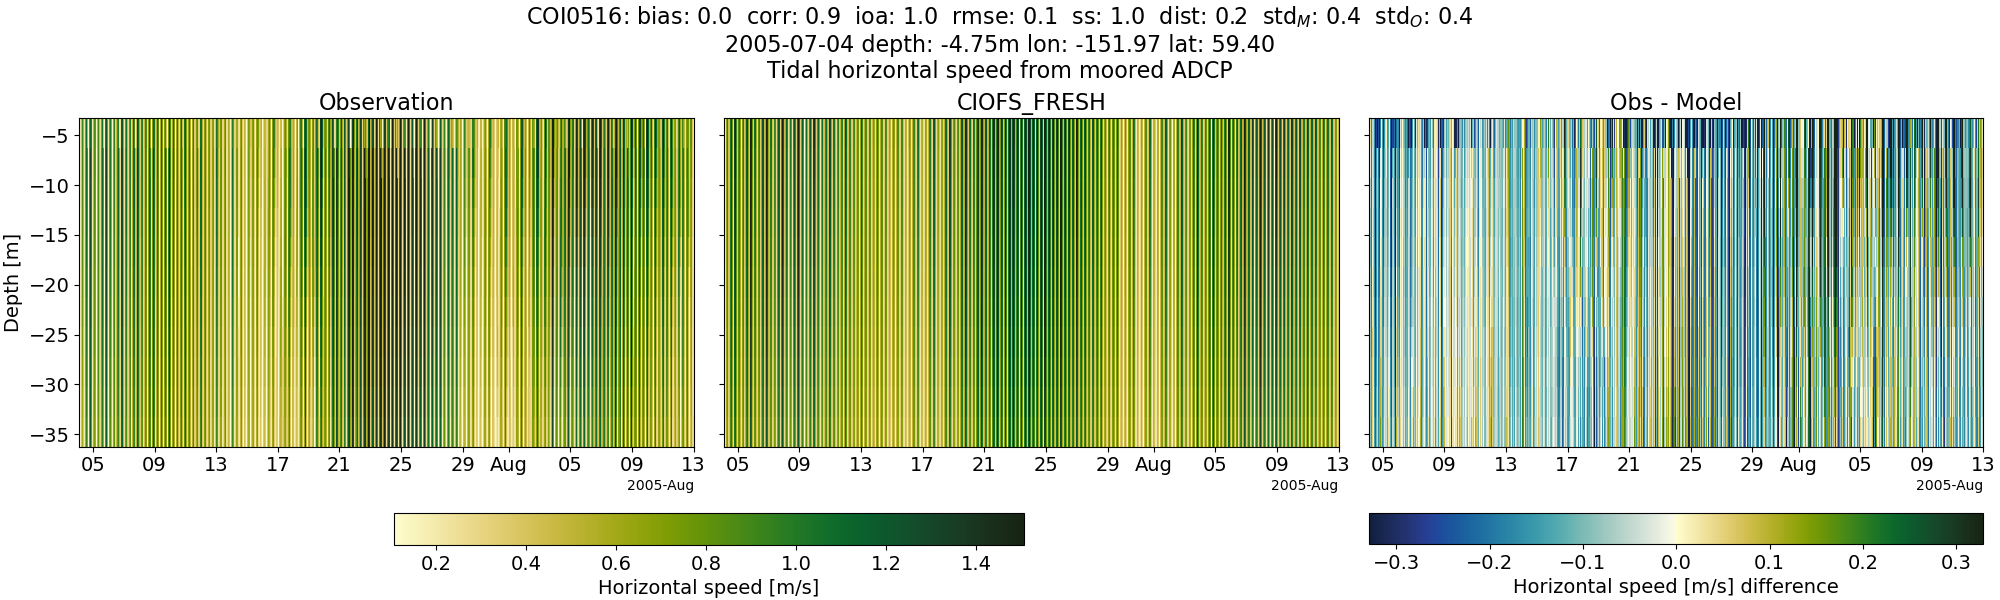 COI0516: bias: 0.0 corr: 0.9 ioa: 1.0 rmse: 0.1 ss: 1.0 dist: 0.2 std_M: 0.4 std_O: 0.4
2005-07-04 depth: -4.75m lon: -151.97 lat: 59.40
Tidal horizontal speed from moored ADCP
Observation CIOFS_FRESH Obs - Model
Depth [m]
−5
−10
−15
−20
−25
−30
−35
05 09 13 17 21 25 29 Aug 05 09 13
2005-Aug
05 09 13 17 21 25 29 Aug 05 09 13
2005-Aug
05 09 13 17 21 25 29 Aug 05 09 13
2005-Aug
0.2 0.4 0.6 0.8 1.0 1.2 1.4
Horizontal speed [m/s]
−0.3 −0.2 −0.1 0.0 0.1 0.2 0.3
Horizontal speed [m/s] difference